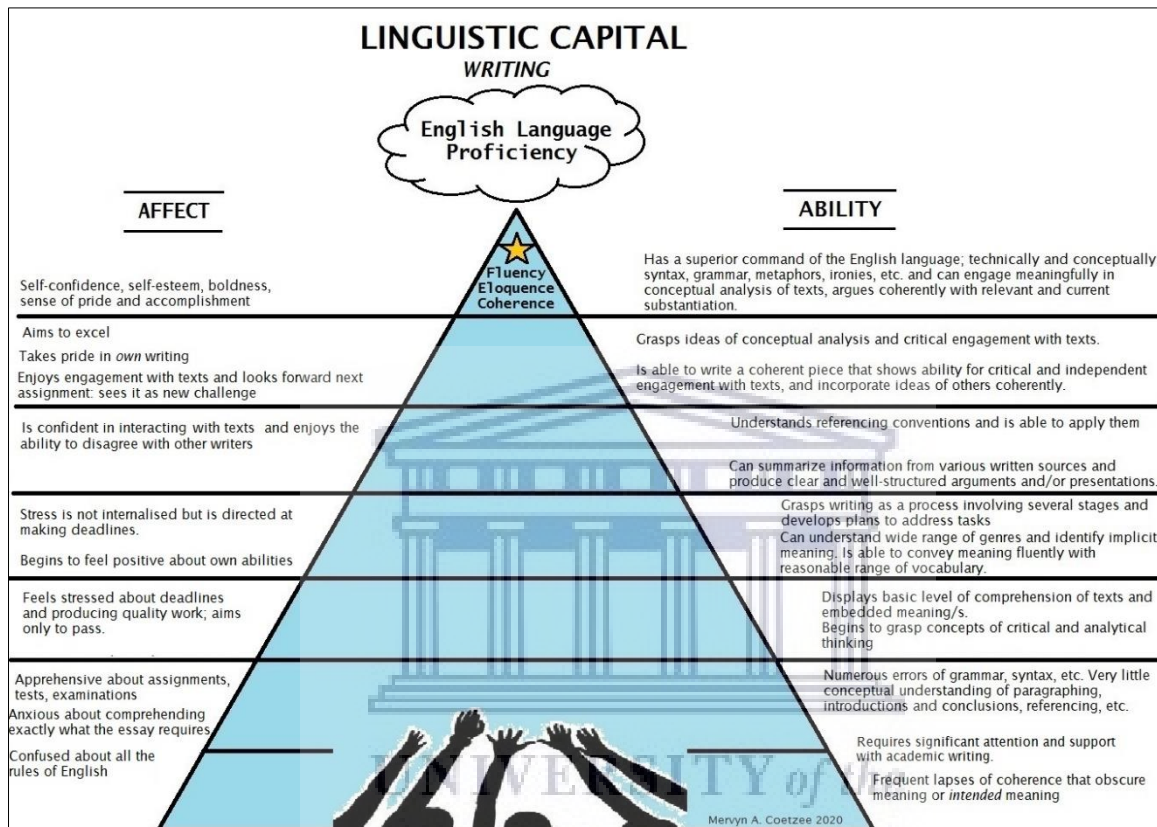 LINGUISTIC CAPITAL
WRITING
English Language
Proficiency
AFFECT
ABILITY
Fluency
Eloquence
Coherence
Self-confidence, self-esteem, boldness,
sense of pride and accomplishment
Has a superior command of the English language; technically and conceptually
syntax, grammar, metaphors, ironies, etc. and can engage meaningfully in
conceptual analysis of texts, argues coherently with relevant and current
substantiation.
Aims to excel
Takes pride in own writing
Enjoys engagement with texts and looks forward next
assignment: sees it as new challenge
Grasps ideas of conceptual analysis and critical engagement with texts.
Is able to write a coherent piece that shows ability for critical and independent
engagement with texts, and incorporate ideas of others coherently.
Is confident in interacting with texts and enjoys the
ability to disagree with other writers
Understands referencing conventions and is able to apply them
Can summarize information from various written sources and
produce clear and well-structured arguments and/or presentations.
Stress is not internalised but is directed at
making deadlines.
Begins to feel positive about own abilities
Grasps writing as a process involving several stages and
develops plans to address tasks
Can understand wide range of genres and identify implicit
meaning. Is able to convey meaning fluently with
reasonable range of vocabulary.
Feels stressed about deadlines
and producing quality work; aims
only to pass.
Displays basic level of comprehension of texts and
embedded meaning/s.
Begins to grasp concepts of critical and analytical
thinking
Apprehensive about assignments,
tests, examinations
Anxious about comprehending
exactly what the essay requires
Confused about all the
rules of English
Numerous errors of grammar, syntax, etc. Very little
conceptual understanding of paragraphing,
introductions and conclusions, referencing, etc.
Requires significant attention and support
with academic writing.
Frequent lapses of coherence that obscure
meaning or intended meaning
UNIVERSITY of the
Mervyn A. Coetzee 2020